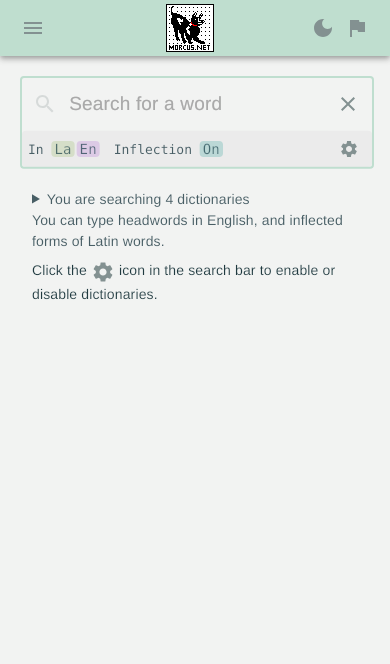 MORCUS.NET
Search for a word
In La En Inflection On
You are searching 4 dictionaries
You can type headwords in English, and inflected
forms of Latin words.
Click the icon in the search bar to enable or
disable dictionaries.